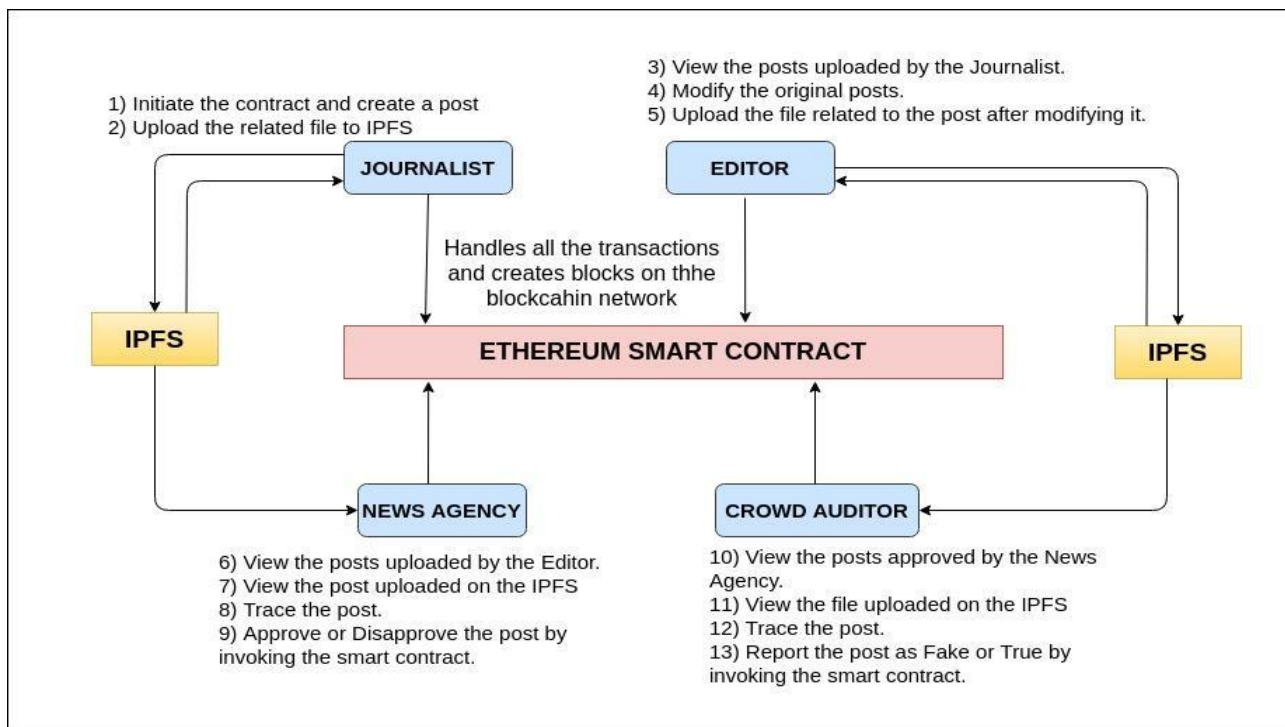 1) Initiate the contract and create a post
2) Upload the related file to IPFS
3) View the posts uploaded by the Journalist.
4) Modify the original posts.
5) Upload the file related to the post after modifying it.
JOURNALIST
EDITOR
Handles all the transactions
and creates blocks on thhe
blockcahin network
IPFS
ETHEREUM SMART CONTRACT
IPFS
NEWS AGENCY
CROWD AUDITOR
6) View the posts uploaded by the Editor.
7) View the post uploaded on the IPFS
8) Trace the post.
9) Approve or Disapprove the post by
invoking the smart contract.
10) View the posts approved by the News
Agency.
11) View the file uploaded on the IPFS
12) Trace the post.
13) Report the post as Fake or True by
invoking the smart contract.